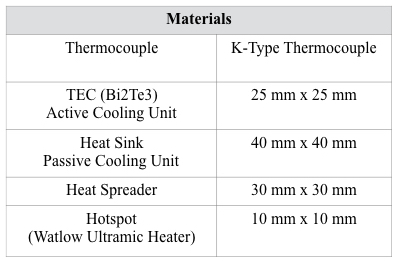 Materials
Thermocouple K-Type Thermocouple
TEC (Bi2Te3) 25 mm x 25 mm
Active Cooling Unit
Heat Sink 40 mm x 40 mm
Passive Cooling Unit
Heat Spreader 30 mm x 30 mm
Hotspot 10 mm x 10 mm
(Watlow Ultramic Heater)